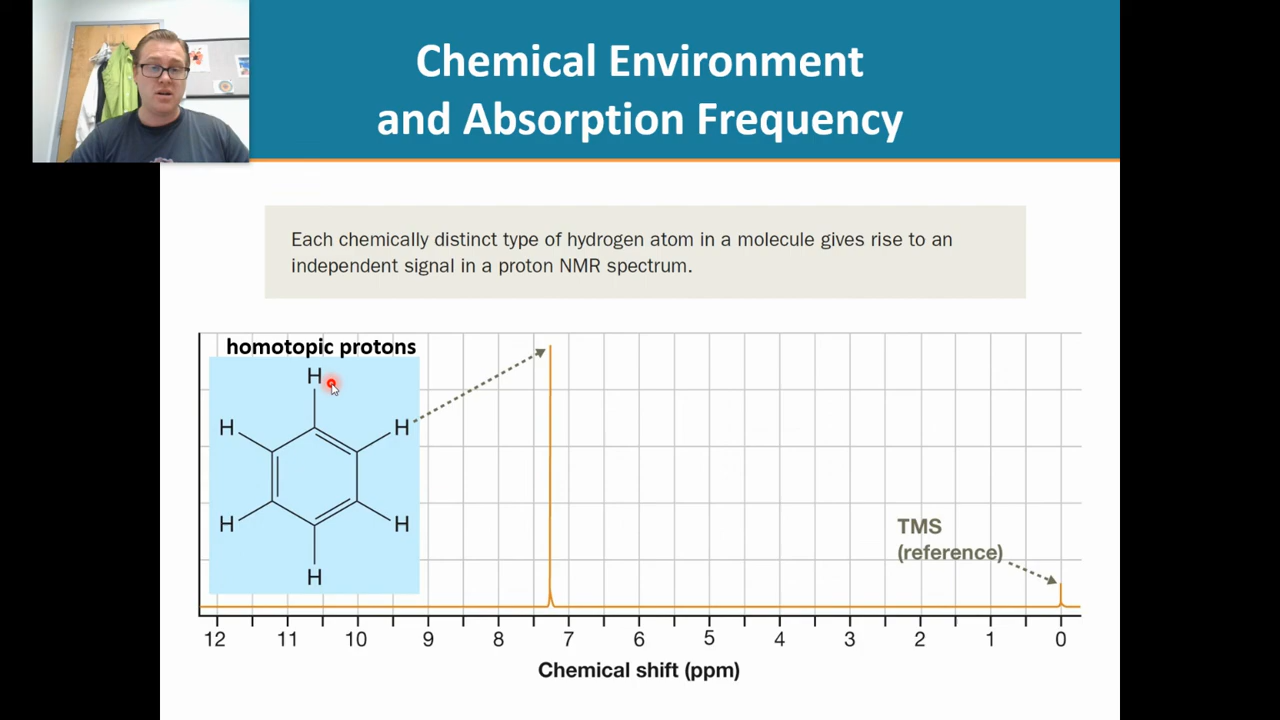 Chemical Environment
and Absorption Frequency
Each chemically distinct type of hydrogen atom in a molecule gives rise to an
independent signal in a proton NMR spectrum.
homotopic protons
H
H
H
H
H
H
TMS
(reference)
12 11 10 9 8 7 6 5 4 3 2 1 0
Chemical shift (ppm)